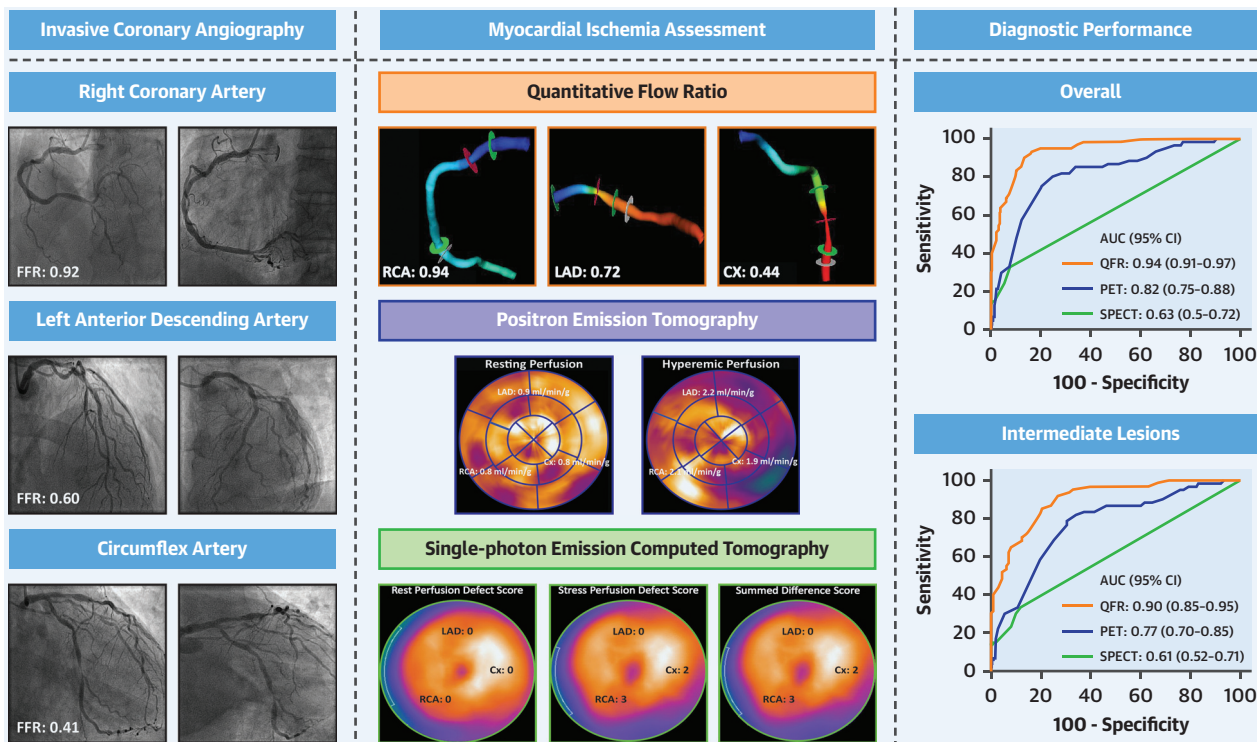 Invasive Coronary Angiography
Right Coronary Artery
FFR: 0.92
Left Anterior Descending Artery
FFR: 0.60
Circumflex Artery
FFR: 0.41
Myocardial Ischemia Assessment
Quantitative Flow Ratio
RCA: 0.94
LAD: 0.72
CX: 0.44
Positron Emission Tomography
Resting Perfusion
LAD: 0.9 ml/min/g
RCA: 0.8 ml/min/g
Cx: 0.8 ml/min/g
Hyperemic Perfusion
LAD: 2.2 ml/min/g
RCA: ml/min/g
Cx: 1.9 ml/min/g
Single-photon Emission Computed Tomography
Rest Perfusion Defect Score
LAD: 0
Cx: 0
RCA: 0
Stress Perfusion Defect Score
LAD: 0
Cx: 2
RCA: 3
Summed Difference Score
LAD: 0
Cx: 2
RCA: 3
Diagnostic Performance
Overall
Sensitivity
100
80
60
40
20
0
AUC (95% CI)
QFR: 0.94 (0.91-0.97)
PET: 0.82 (0.75-0.88)
SPECT: 0.63 (0.5-0.72)
0 20 40 60 80 100
100 - Specificity
Intermediate Lesions
Sensitivity
100
80
60
40
20
0
AUC (95% CI)
QFR: 0.90 (0.85-0.95)
PET: 0.77 (0.70-0.85)
SPECT: 0.61 (0.52-0.71)
0 20 40 60 80 100
100 - Specificity